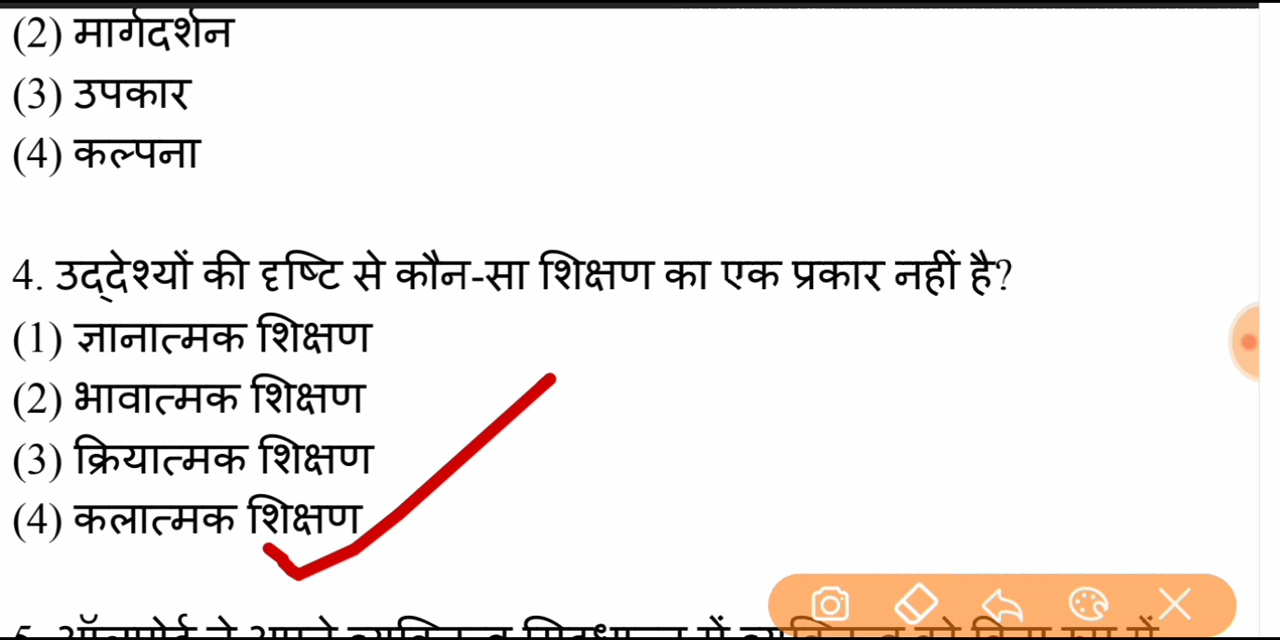 (2) मार्गदर्शन
(3) उपकार
(4) कल्पना
4. उद्देश्यों की दृष्टि से कौन-सा शिक्षण का एक प्रकार नहीं है?
(1) ज्ञानात्मक शिक्षण
(2) भावात्मक शिक्षण
(3) क्रियात्मक शिक्षण
(4) कलात्मक शिक्षण